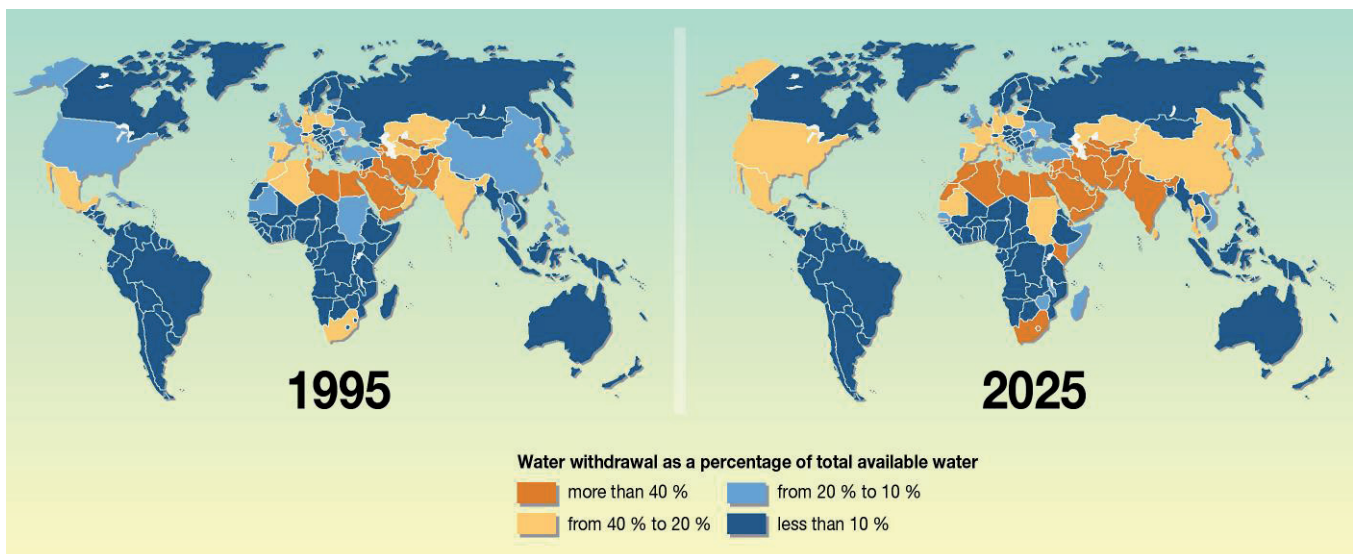 1995
2025
Water withdrawal as a percentage of total available water
more than 40 %
from 20 % to 10 %
from 40 % to 20 %
less than 10 %